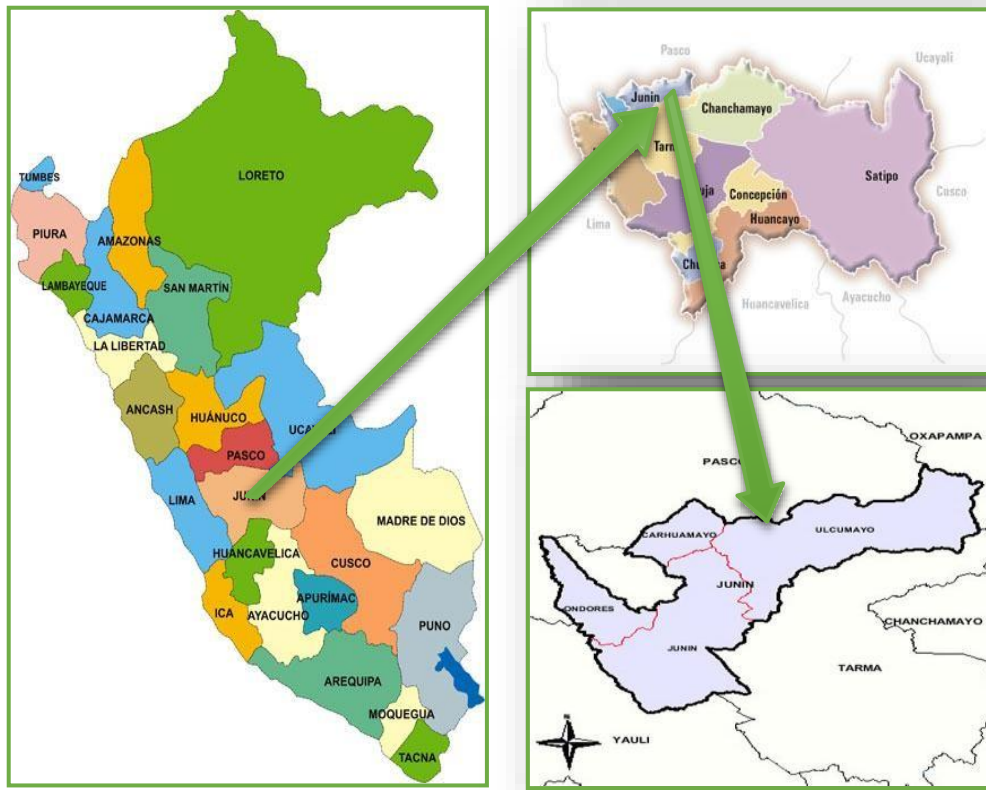 TUMBES
LORETO
PIURA
AMAZONAS
LAMBAYEQUE
SAN MARTÍN
CAJAMARCA
LA LIBERTAD
ANCASH
HUÁNUCO
PASCO
LIMA
MADRE DE DIOS
HUANCAVELICA
CUSCO
APURÍMAC
ICA
AYACUCHO
PUNO
AREQUIPA
MOQUEGUA
TACNA
Pasco
Ucayali
Junin
Chanchamayo
Satipo
Concepción
Cusco
Lima
Huancayo
Ayacucho
Huancavelica
OXAPAMPA
CARHUAMAYO
ULCUMAYO
JUNIN
ONDORES
CHANCHAMAYO
JUNIN
TARMA
N
YAULI